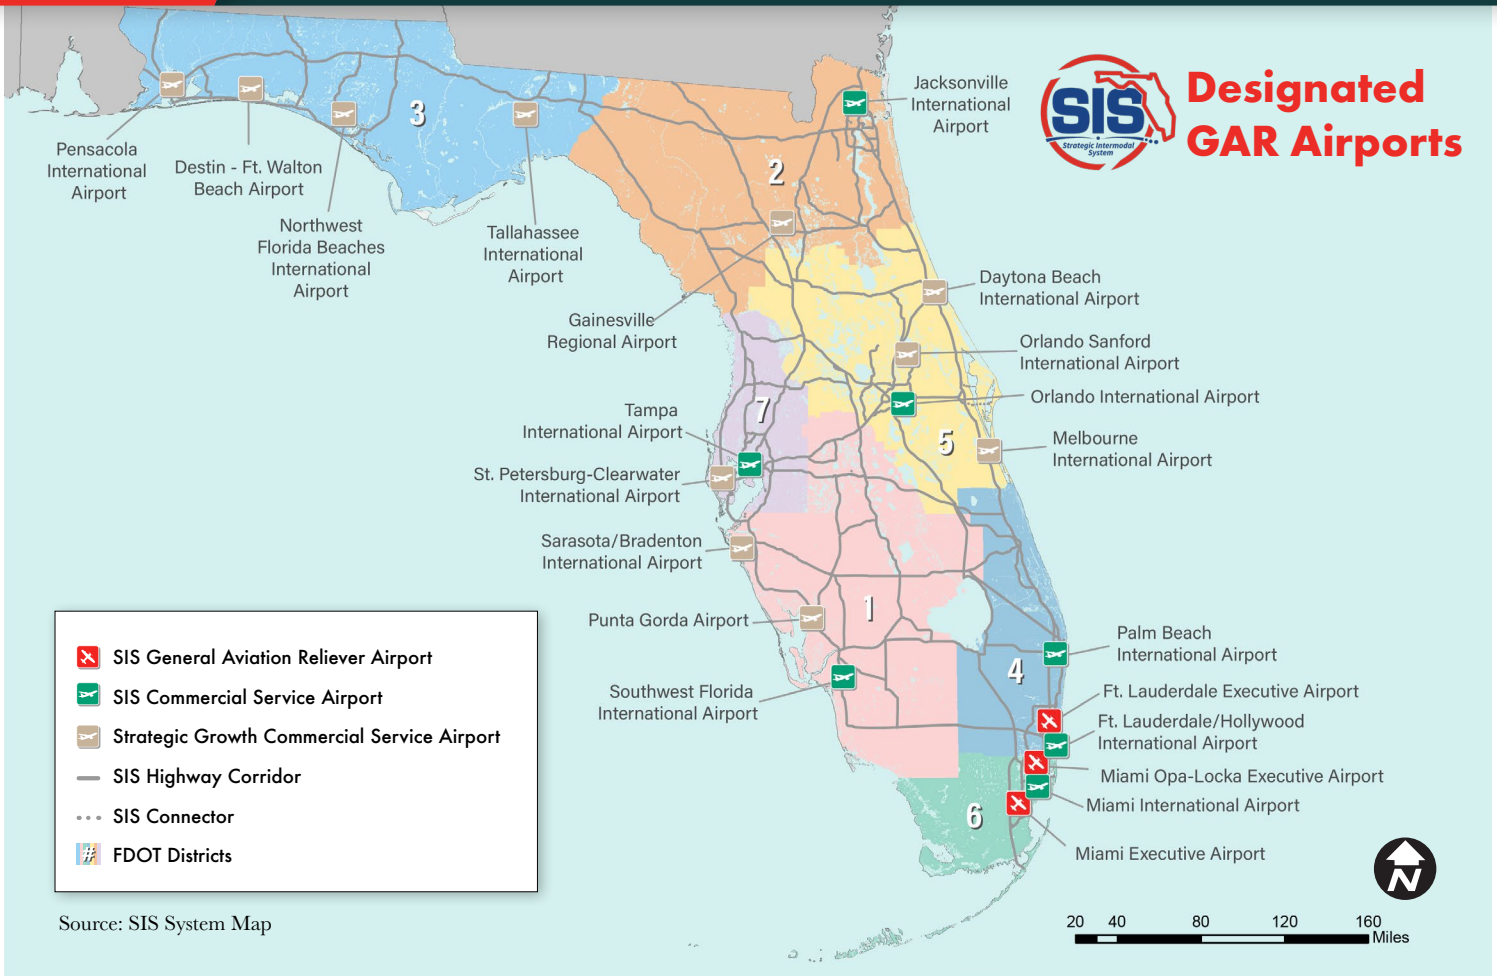 Designated
GAR Airports
SIS
Strategic Intermodal
System
Jacksonville
International
Airport
Pensacola
International
Airport
Destin - Ft. Walton
Beach Airport
Northwest
Florida Beaches
International
Airport
Tallahassee
International
Airport
Gainesville
Regional Airport
Daytona Beach
International Airport
Orlando Sanford
International Airport
Orlando International Airport
Tampa
International Airport
Melbourne
International Airport
St. Petersburg-Clearwater
International Airport
Sarasota/Bradenton
International Airport
Punta Gorda Airport
Southwest Florida
International Airport
Palm Beach
International Airport
Ft. Lauderdale Executive Airport
Ft. Lauderdale/Hollywood
International Airport
Miami Opa-Locka Executive Airport
Miami International Airport
Miami Executive Airport
3
2
7
5
1
4
6
SIS General Aviation Reliever Airport
SIS Commercial Service Airport
Strategic Growth Commercial Service Airport
SIS Highway Corridor
SIS Connector
# FDOT Districts
Source: SIS System Map
N
20 40 80 120 160
Miles